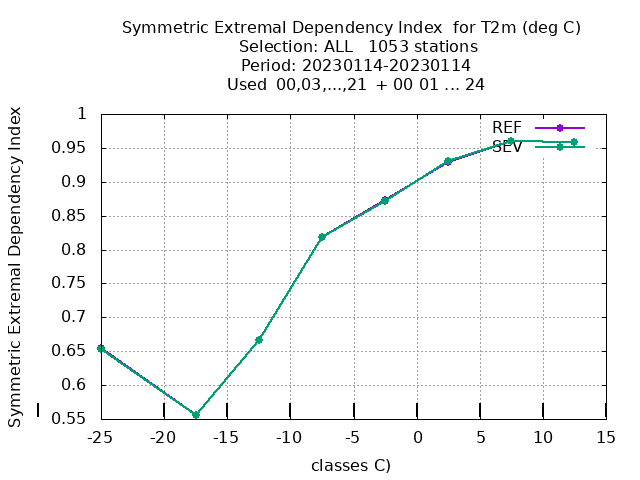 Symmetric Extremal Dependency Index for T2m (deg C)
Selection: ALL 1053 stations
Period: 20230114-20230114
Used 00,03,...,21 + 00 01 ... 24
Symmetric Extremal Dependency Index
1
0.95
0.9
0.85
0.8
0.75
0.7
0.65
0.6
0.55
REF
SEV
-25 -20 -15 -10 -5 0 5 10 15
classes C)